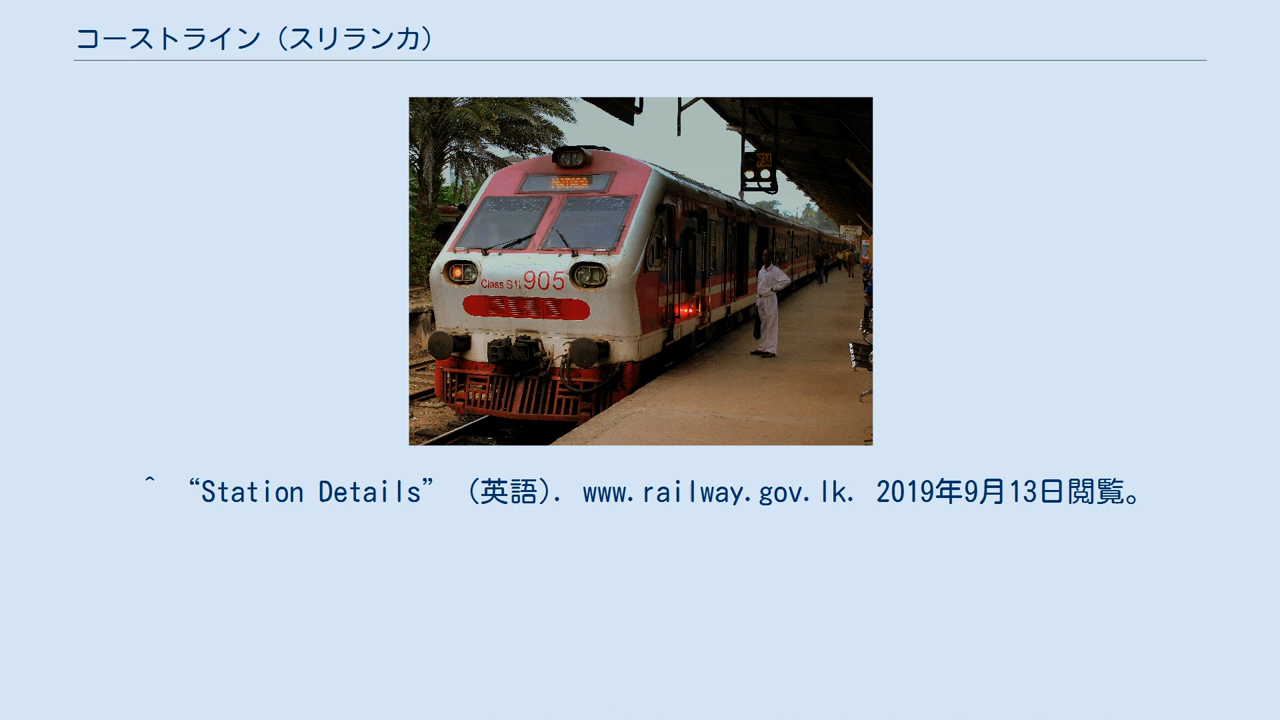 コーストライン（スリランカ）
Class S11 905
^ “Station Details” （英語）. www.railway.gov.lk. 2019年9月13日閲覧。